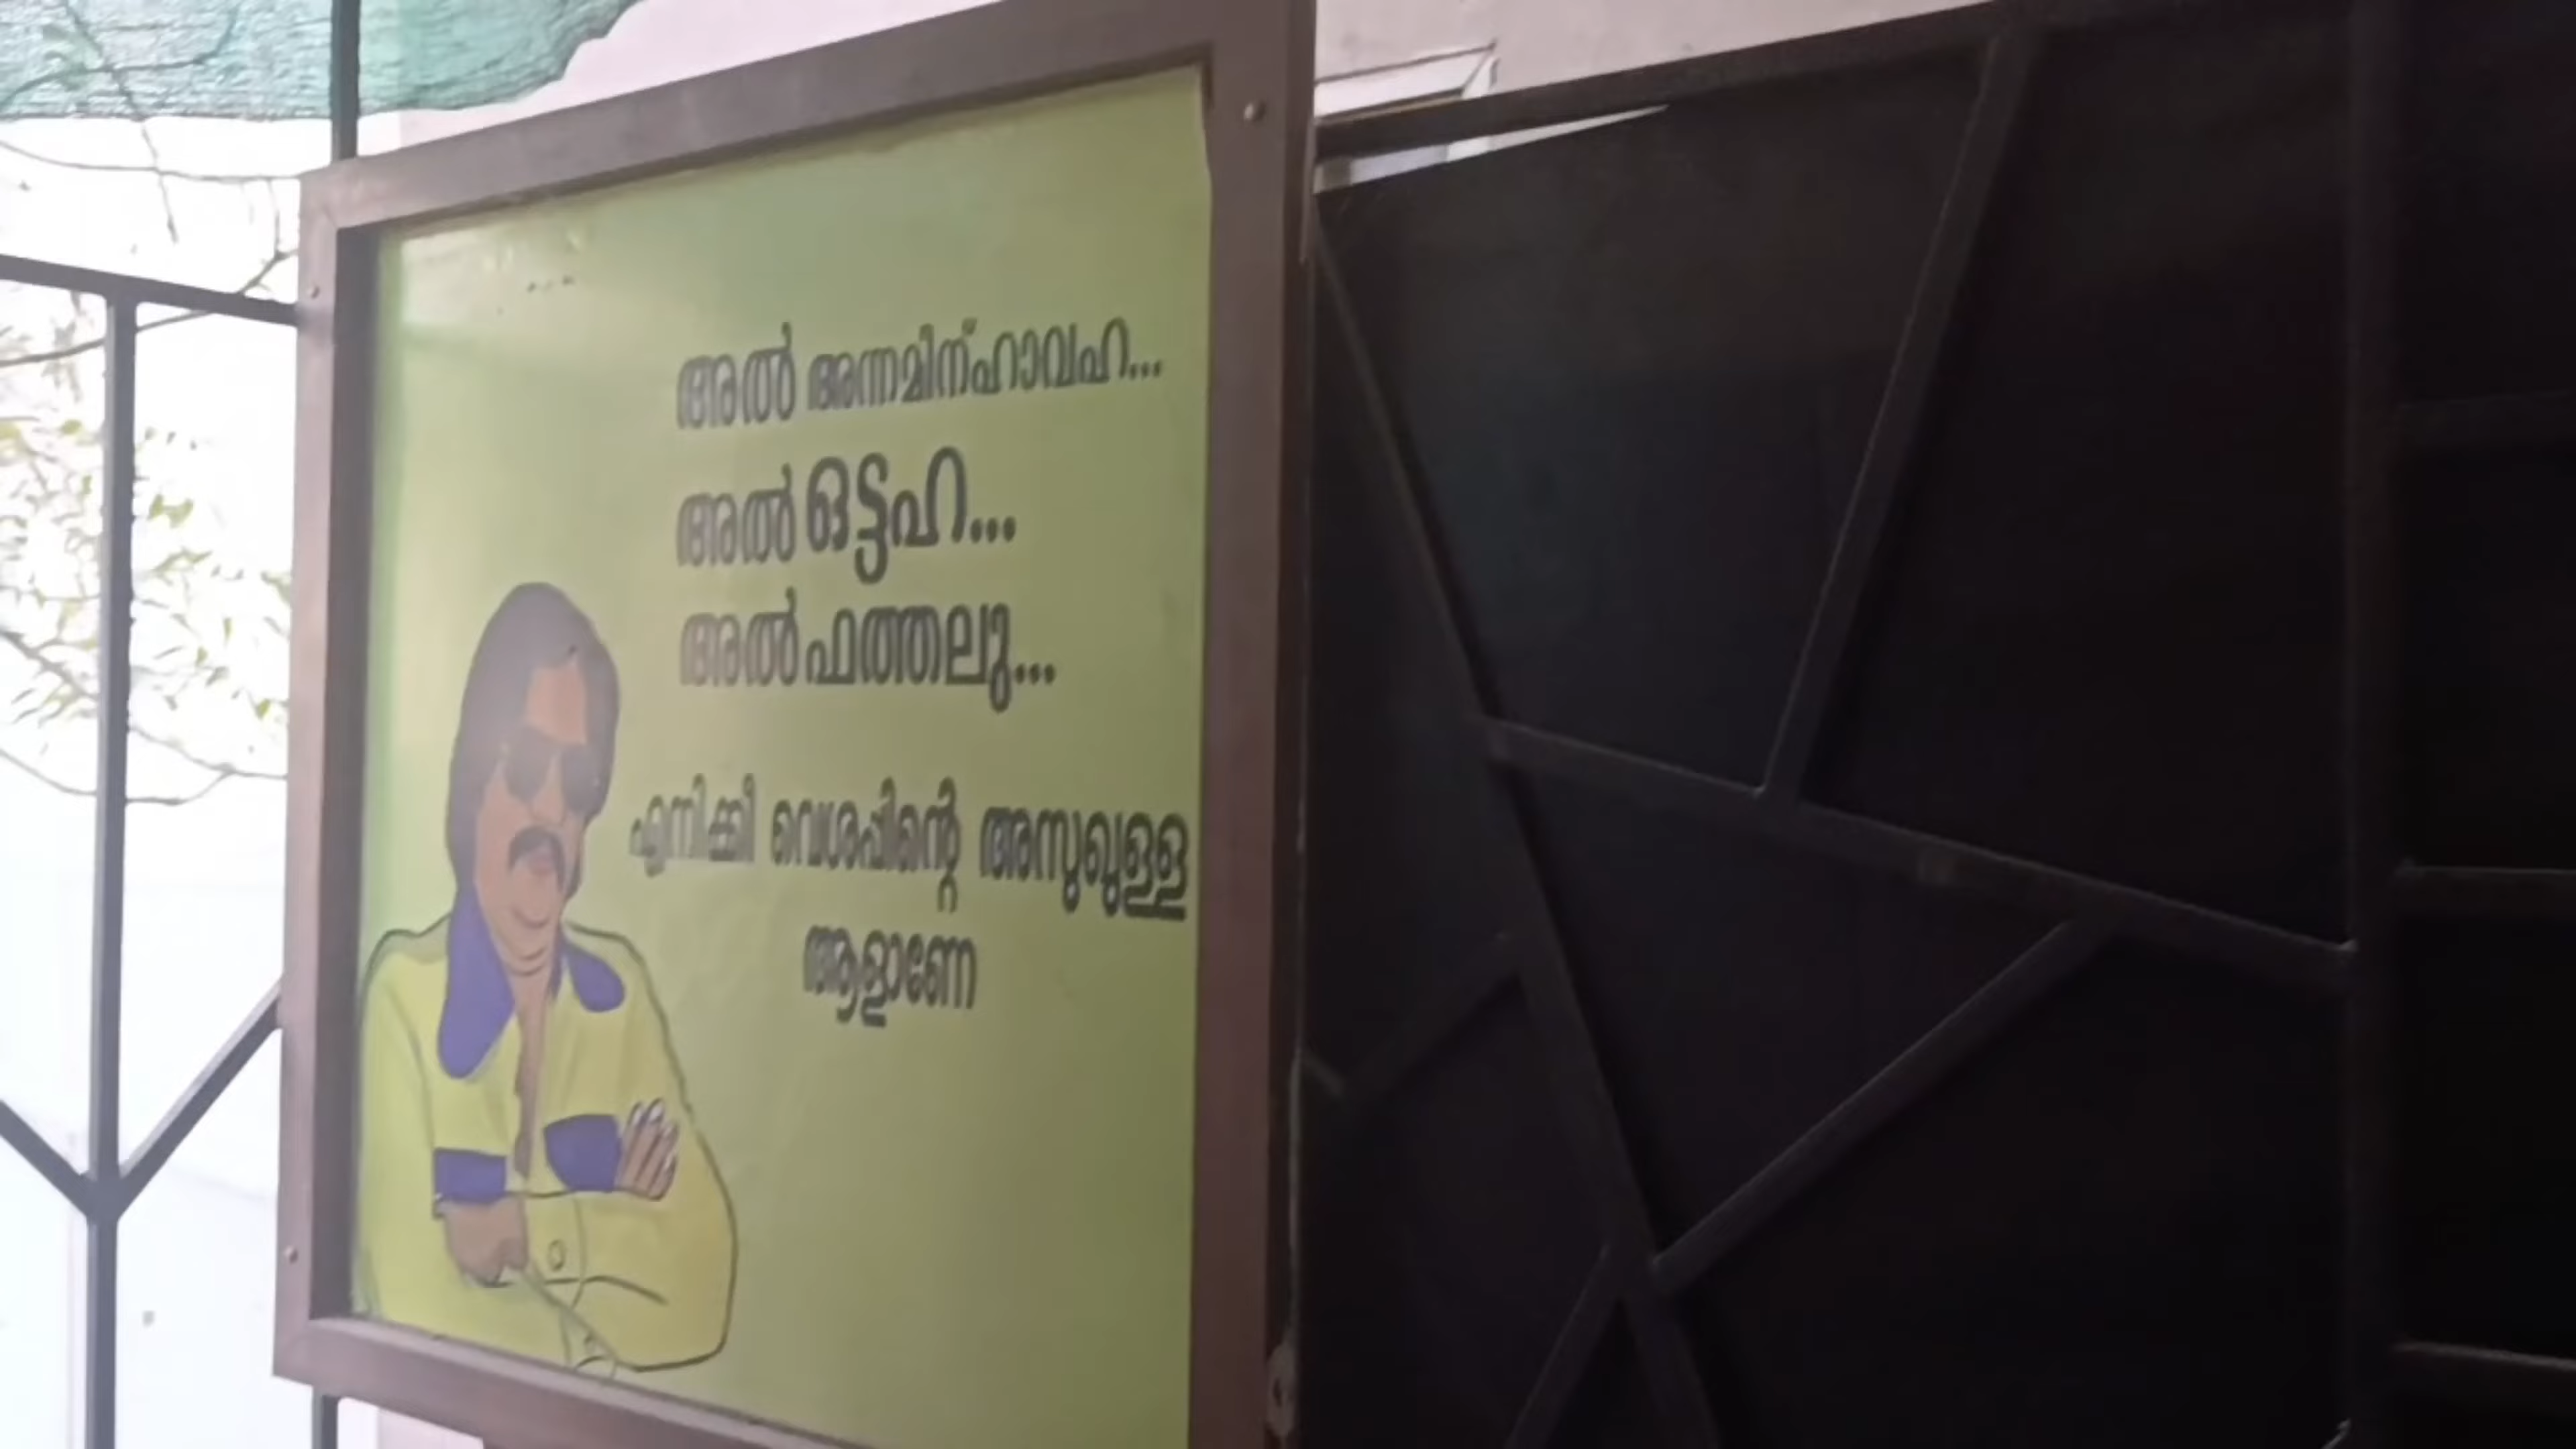 അൽ അന്നമിന്ഹാവഹ...
അൽ ഒട്ടഹ...
അൽ ഫത്തലു...
എനിക്കീ വെശപ്പിന്റെ അസുഖുള്ള
ആളാണേ